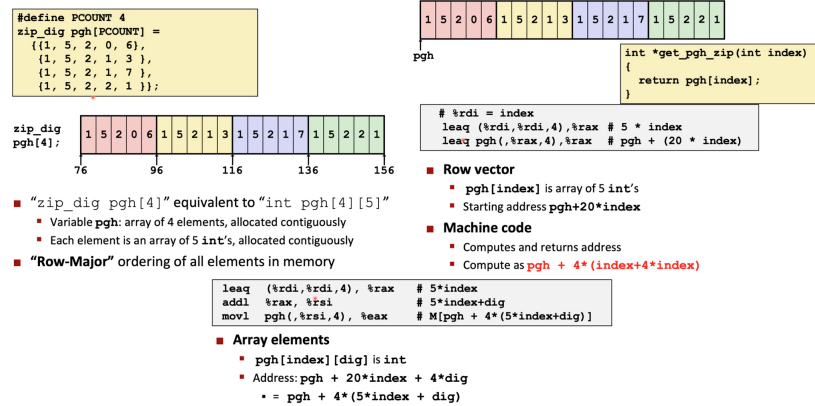 #define PCOUNT 4
zip_dig pgh[PCOUNT] =
{{1, 5, 2, 0, 6},
{1, 5, 2, 1, 3 },
{1, 5, 2, 1, 7 },
{1, 5, 2, 2, 1 }};
zip_dig
pgh[4];
1 5 2 0 6 1 5 2 1 3 1 5 2 1 7 1 5 2 2 1
76 96 116 136 156
■ “zip_dig pgh[4]” equivalent to “int pgh[4][5]”
▪ Variable pgh: array of 4 elements, allocated contiguously
▪ Each element is an array of 5 int’s, allocated contiguously
■ “Row-Major” ordering of all elements in memory
1 5 2 0 6 1 5 2 1 3 1 5 2 1 7 1 5 2 2 1
pgh
int *get_pgh_zip(int index)
{
return pgh[index];
}
# %rdi = index
leaq (%rdi,%rdi,4),%rax # 5 * index
leaq pgh(,%rax,4),%rax # pgh + (20 * index)
■ Row vector
▪ pgh[index] is array of 5 int’s
▪ Starting address pgh+20*index
■ Machine code
▪ Computes and returns address
▪ Compute as pgh + 4*(index+4*index)
leaq (%rdi,%rdi,4), %rax # 5*index
addl %rax, %rsi # 5*index+dig
movl pgh(,%rsi,4), %eax # M[pgh + 4*(5*index+dig)]
■ Array elements
▪ pgh[index][dig] is int
▪ Address: pgh + 20*index + 4*dig
▪ = pgh + 4*(5*index + dig)